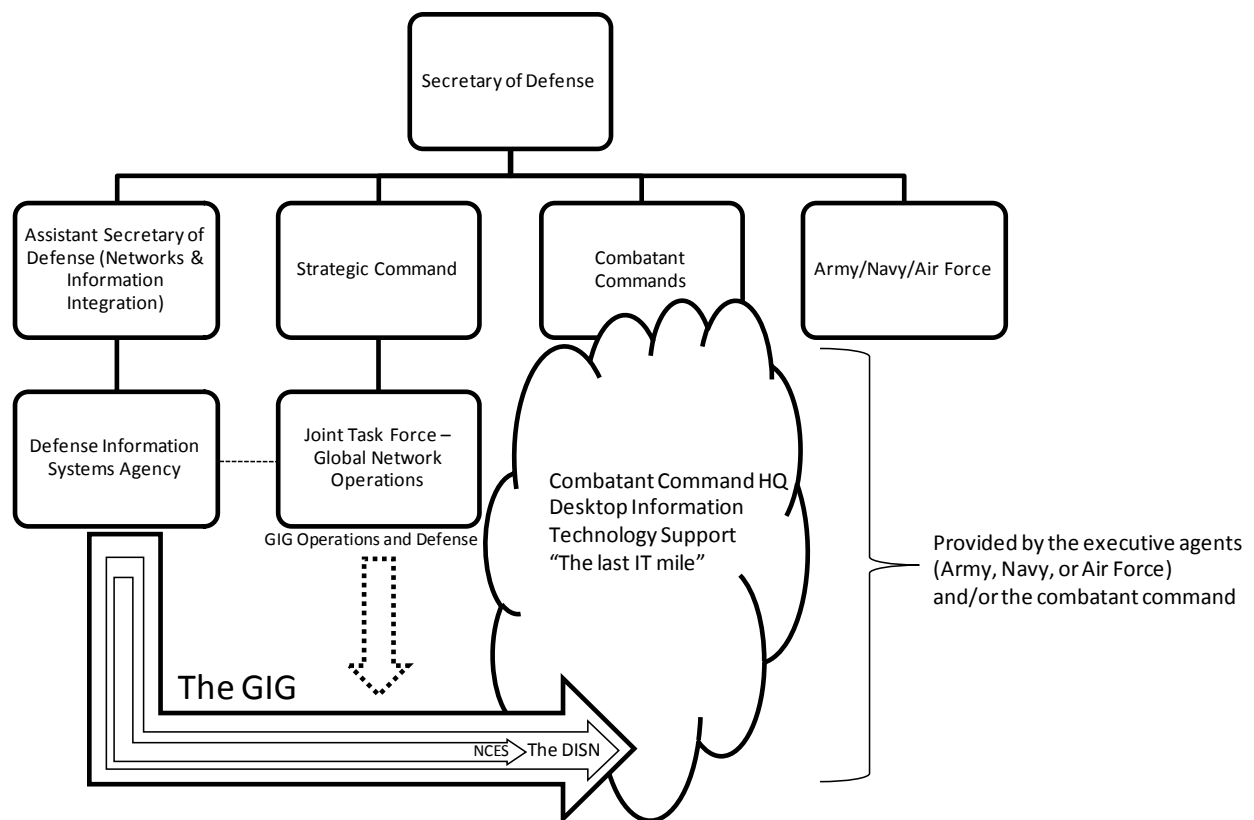 Secretary of Defense
Assistant Secretary of
Defense (Networks &
Information
Integration)
Strategic Command
Combatant
Commands
Army/Navy/Air Force
Defense Information
Systems Agency
Joint Task Force –
Global Network
Operations
GIG Operations and Defense
Combatant Command HQ
Desktop Information
Technology Support
“The last IT mile”
Provided by the executive agents
(Army, Navy, or Air Force)
and/or the combatant command
The GIG
NCES
The DISN